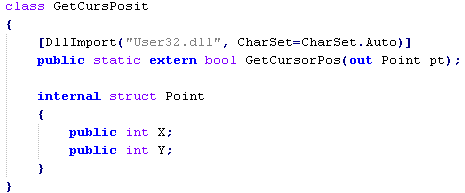 class GetCursPosit
{
[DllImport("User32.dll", CharSet=CharSet.Auto)]
public static extern bool GetCursorPos(out Point pt);
internal struct Point
{
public int X;
public int Y;
}
}